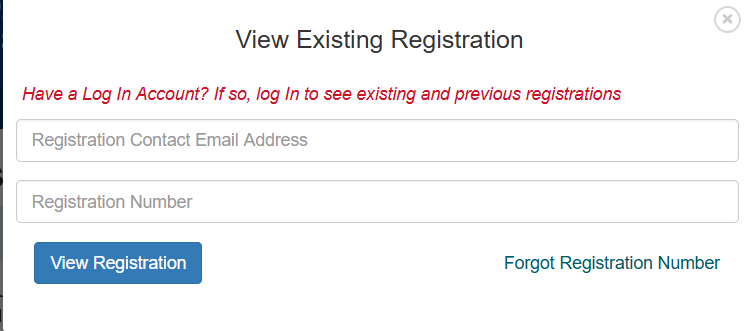 View Existing Registration
Have a Log In Account? If so, log In to see existing and previous registrations
Registration Contact Email Address
Registration Number
View Registration
Forgot Registration Number